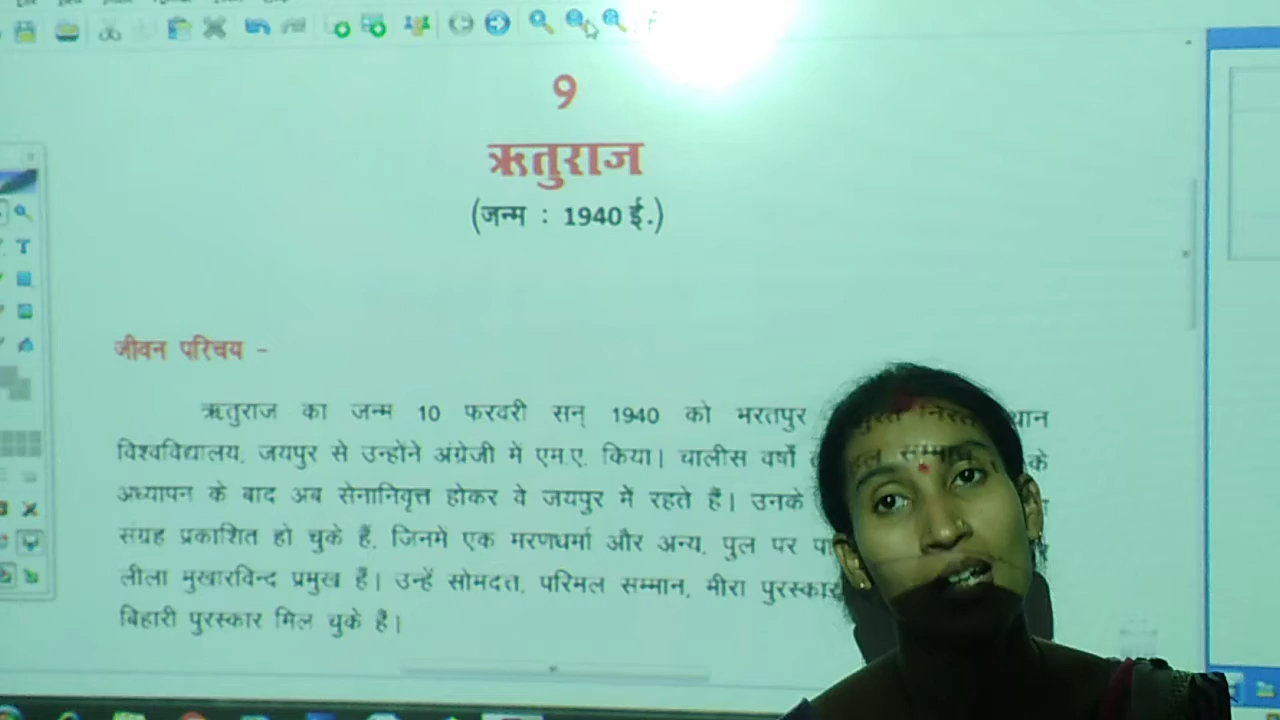 9
ऋतुराज
(जन्म : 1940 ई.)
जीवन परिचय -
ऋतुराज का जन्म 10 फरवरी सन् 1940 को भरतपुर
विश्वविद्यालय, जयपुर से उन्होंने अंग्रेजी में एम.ए. किया। चालीस वर्षों के
अध्यापन के बाद अब सेनानिवृत्त होकर वे जयपुर में रहते हैं। उनके
संग्रह प्रकाशित हो चुके हैं, जिनमें एक मरणधर्मा और अन्य, पुल पर
लीला मुखारविन्द प्रमुख हैं। उन्हें सोमदत्त, परिमल सम्मान, मीरा पुरस्कार
बिहारी पुरस्कार मिल चुके हैं।